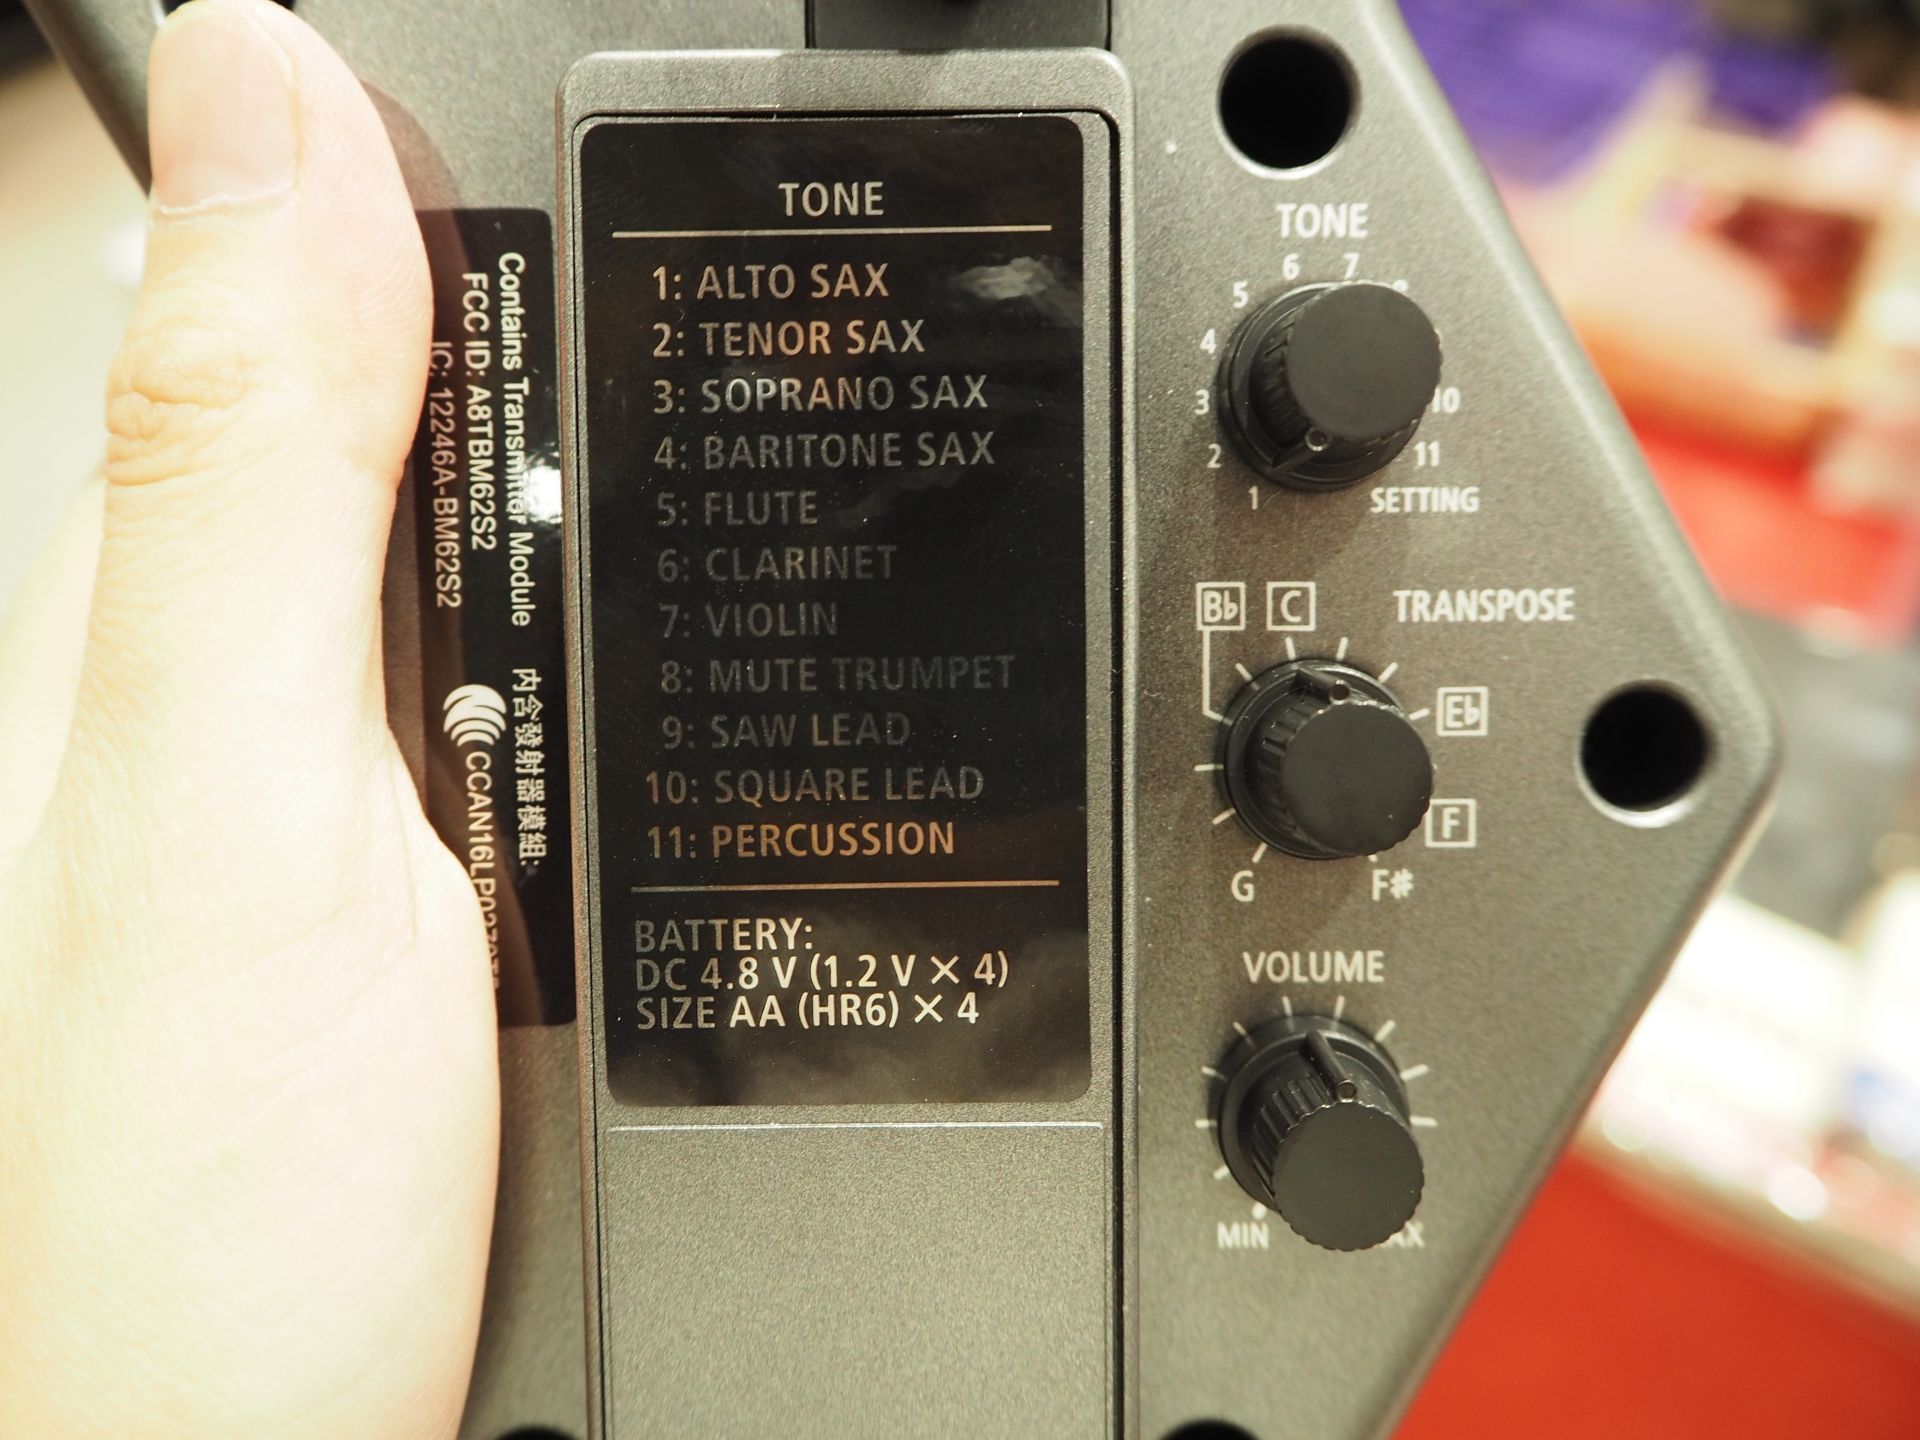 Contains Transmitter Module
FCC ID: A8TBM62S2
IC: 12246A-BM62S2
內含發射器模組:
TONE
1: ALTO SAX
2: TENOR SAX
3: SOPRANO SAX
4: BARITONE SAX
5: FLUTE
6: CLARINET
7: VIOLIN
8: MUTE TRUMPET
9: SAW LEAD
10: SQUARE LEAD
11: PERCUSSION
BATTERY:
DC 4.8 V (1.2 V × 4)
SIZE AA (HR6) × 4
TONE
1
2
3
4
5
6
7
10
11
SETTING
TRANSPOSE
B♭
C
E♭
F
F#
G
VOLUME
MIN